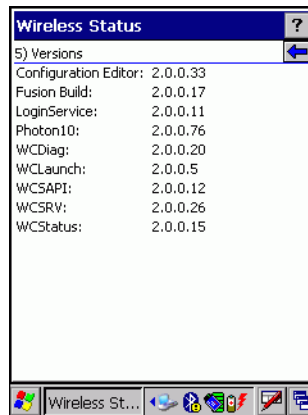 Wireless Status ?
5) Versions
Configuration Editor: 2.0.0.33
Fusion Build: 2.0.0.17
LoginService: 2.0.0.11
Photon10: 2.0.0.76
WCDiag: 2.0.0.20
WCLaunch: 2.0.0.5
WCSAPI: 2.0.0.12
WCSRV: 2.0.0.26
WCStatus: 2.0.0.15
Wireless St...